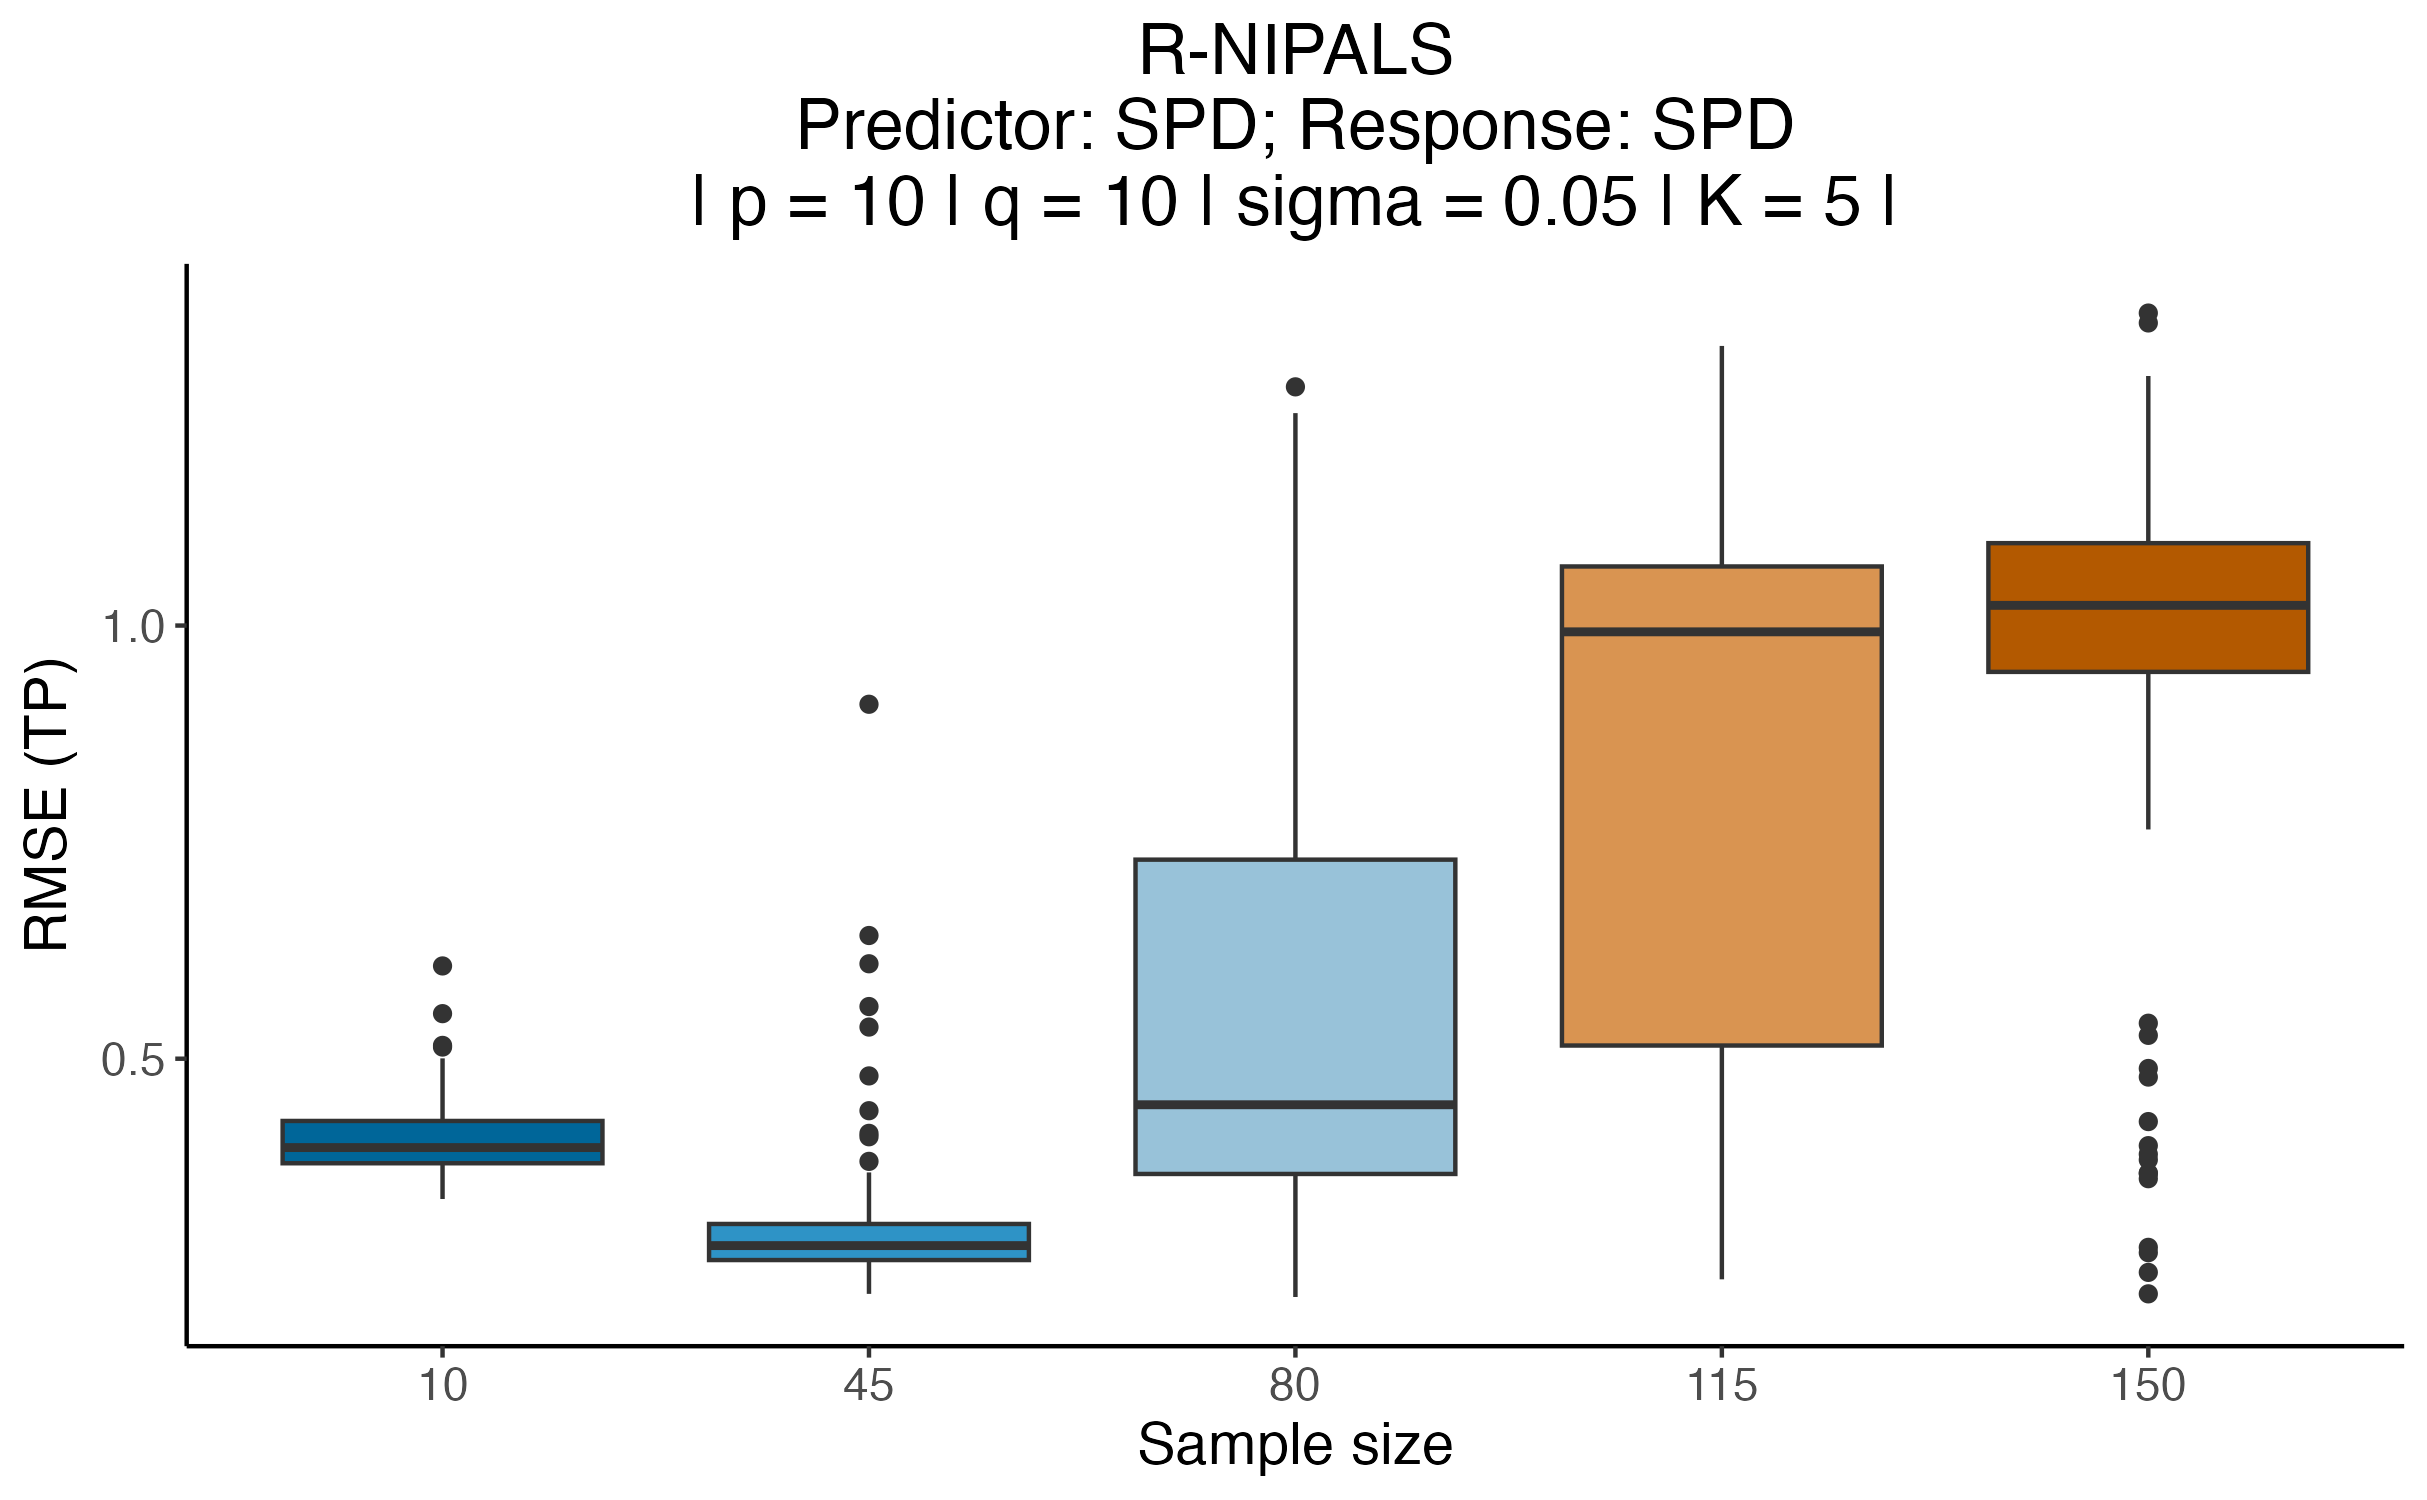 R-NIPALS
Predictor: SPD; Response: SPD
| p = 10 | q = 10 | sigma = 0.05 | K = 5 |
RMSE (TP)
1.0
0.5
10 45 80 115 150
Sample size